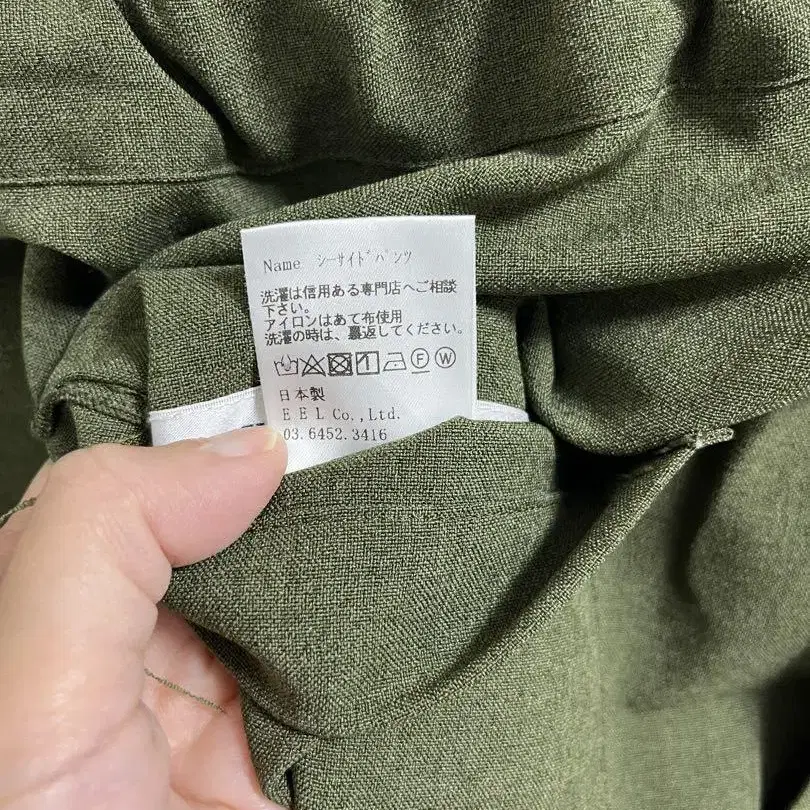 Name シーサイドパンツ
洗濯は信用ある専門店へご相談
下さい。
アイロンはあて布使用
洗濯の時は、裏返してください。
F W
日本製
EEL Co.,Ltd.
03.6452.3416